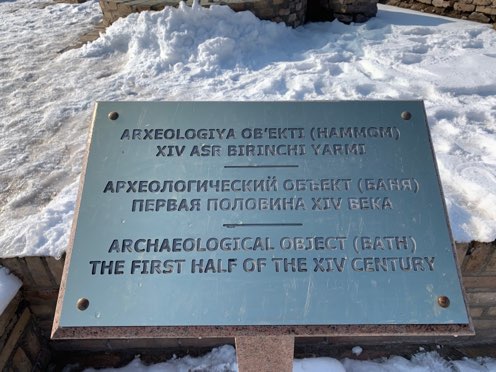 ARXEOLOGIYA OB'EKTI (HAMMOM)
XIV ASR BIRINCHI YARMI
АРХЕОЛОГИЧЕСКИЙ ОБЪЕКТ (БАНЯ)
ПЕРВАЯ ПОЛОВИНА XIV ВЕКА
ARCHAEOLOGICAL OBJECT (BATH)
THE FIRST HALF OF THE XIV CENTURY